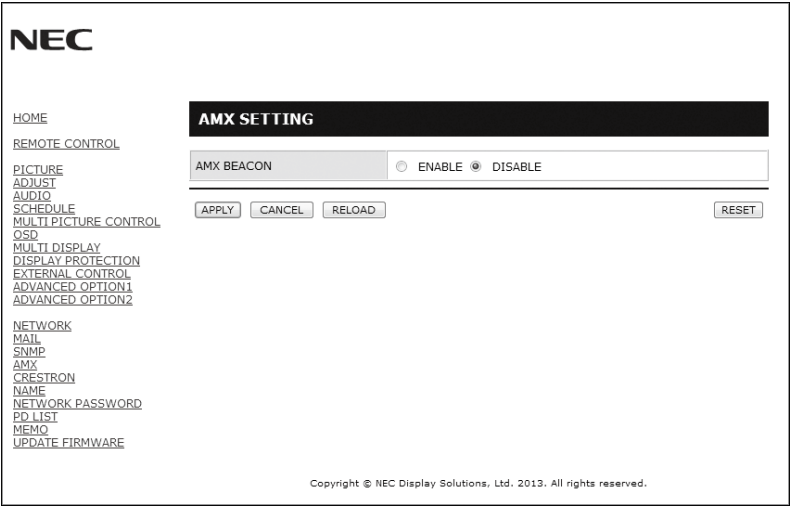 NEC
HOME
REMOTE CONTROL
PICTURE
ADJUST
AUDIO
SCHEDULE
MULTI PICTURE CONTROL
OSD
MULTI DISPLAY
DISPLAY PROTECTION
EXTERNAL CONTROL
ADVANCED OPTION1
ADVANCED OPTION2
NETWORK
MAIL
SNMP
AMX
CRESTRON
NAME
NETWORK PASSWORD
PD LIST
MEMO
UPDATE FIRMWARE
AMX SETTING
AMX BEACON ENABLE DISABLE
APPLY CANCEL RELOAD RESET
Copyright © NEC Display Solutions, Ltd. 2013. All rights reserved.